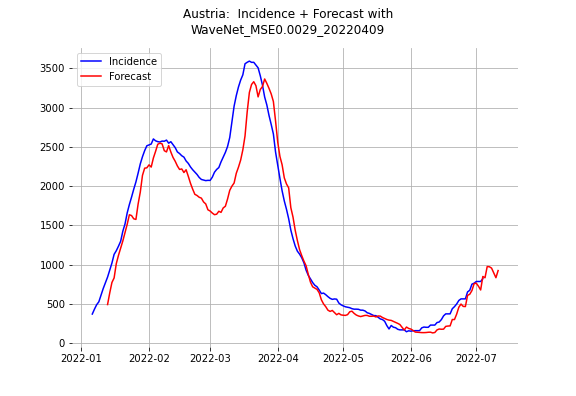 Austria:  Incidence + Forecast with
WaveNet_MSE0.0029_20220409
Incidence
Forecast
3500
3000
2500
2000
1500
1000
500
0
2022-01 2022-02 2022-03 2022-04 2022-05 2022-06 2022-07